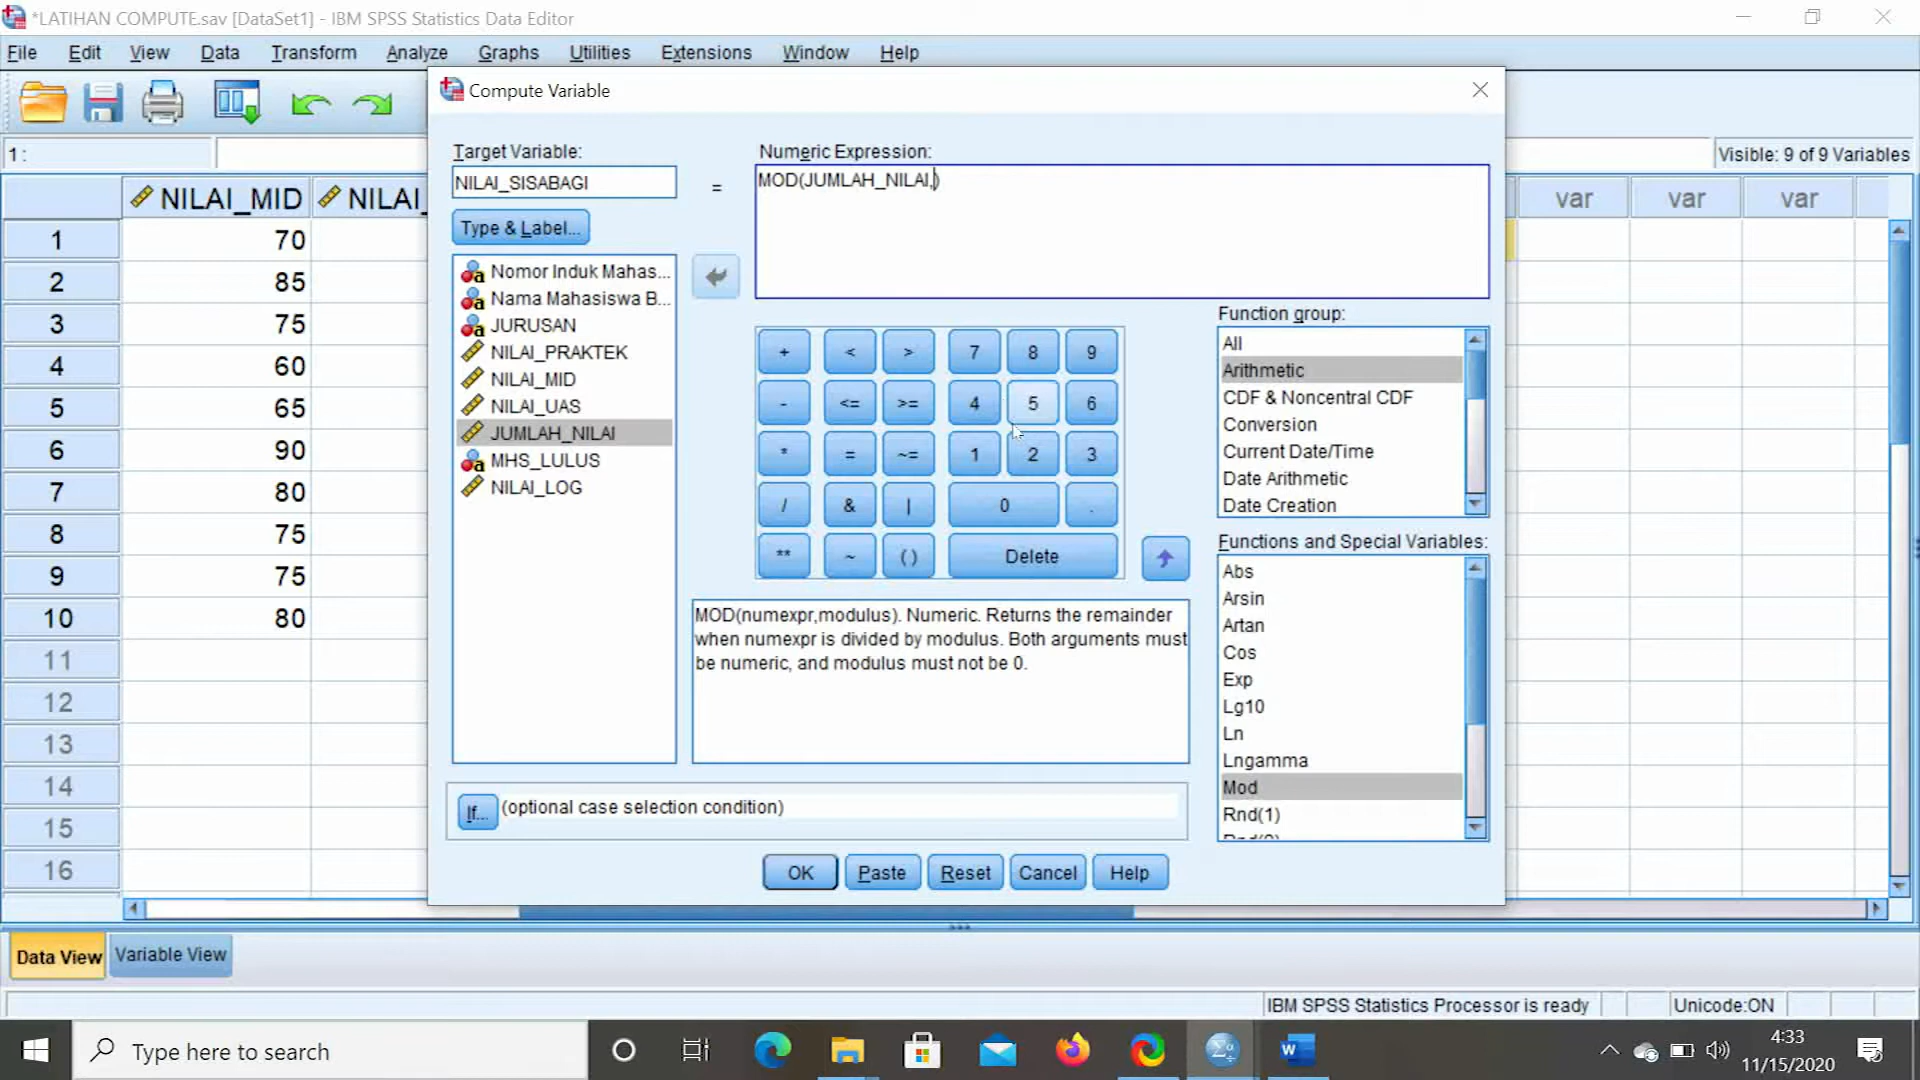 *LATIHAN COMPUTE.sav [DataSet1] - IBM SPSS Statistics Data Editor
File Edit View Data Transform Analyze Graphs Utilities Extensions Window Help
Compute Variable
1 :
Visible: 9 of 9 Variables
Target Variable:
NILAI_SISABAGI
=
Numeric Expression:
MOD(JUMLAH_NILAI,)
Type & Label...
NILAI_MID NILAI_
var var var
1 70
2 85
3 75
4 60
5 65
6 90
7 80
8 75
9 75
10 80
11
12
13
14
15
16
Nomor Induk Mahas...
Nama Mahasiswa B...
JURUSAN
NILAI_PRAKTEK
NILAI_MID
NILAI_UAS
JUMLAH_NILAI
MHS_LULUS
NILAI_LOG
+ < > 7 8 9
- <= >= 4 5 6
* = ~= 1 2 3
/ & | 0 .
** ~ ( ) Delete
Function group:
All
Arithmetic
CDF & Noncentral CDF
Conversion
Current Date/Time
Date Arithmetic
Date Creation
Functions and Special Variables:
Abs
Arsin
Artan
Cos
Exp
Lg10
Ln
Lngamma
Mod
Rnd(1)
MOD(numexpr,modulus). Numeric. Returns the remainder
when numexpr is divided by modulus. Both arguments must
be numeric, and modulus must not be 0.
If... (optional case selection condition)
OK Paste Reset Cancel Help
Data View Variable View
IBM SPSS Statistics Processor is ready
Unicode:ON
Type here to search
4:33
11/15/2020